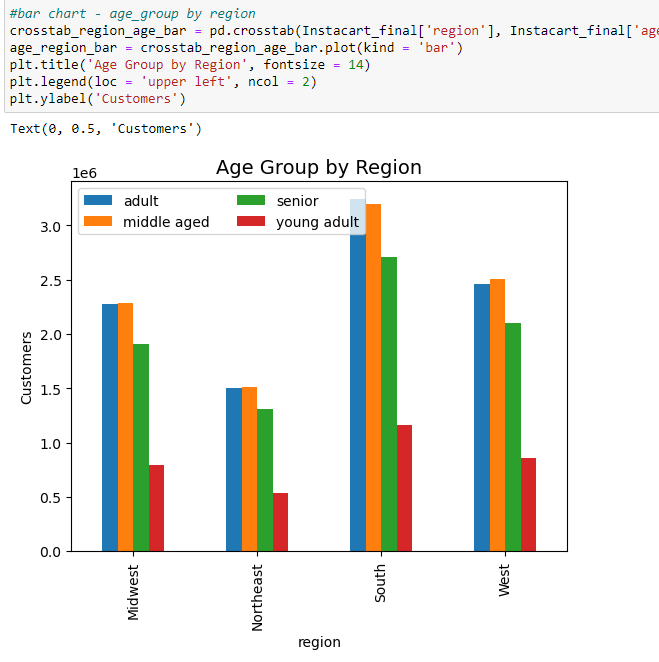 #bar chart - age_group by region
crosstab_region_age_bar = pd.crosstab(Instacart_final['region'], Instacart_final['age
age_region_bar = crosstab_region_age_bar.plot(kind = 'bar')
plt.title('Age Group by Region', fontsize = 14)
plt.legend(loc = 'upper left', ncol = 2)
plt.ylabel('Customers')
Text(0, 0.5, 'Customers')
Age Group by Region
1e6
adult senior
middle aged young adult
3.0
2.5
2.0
1.5
1.0
0.5
0.0
Customers
Midwest
Northeast
South
West
region